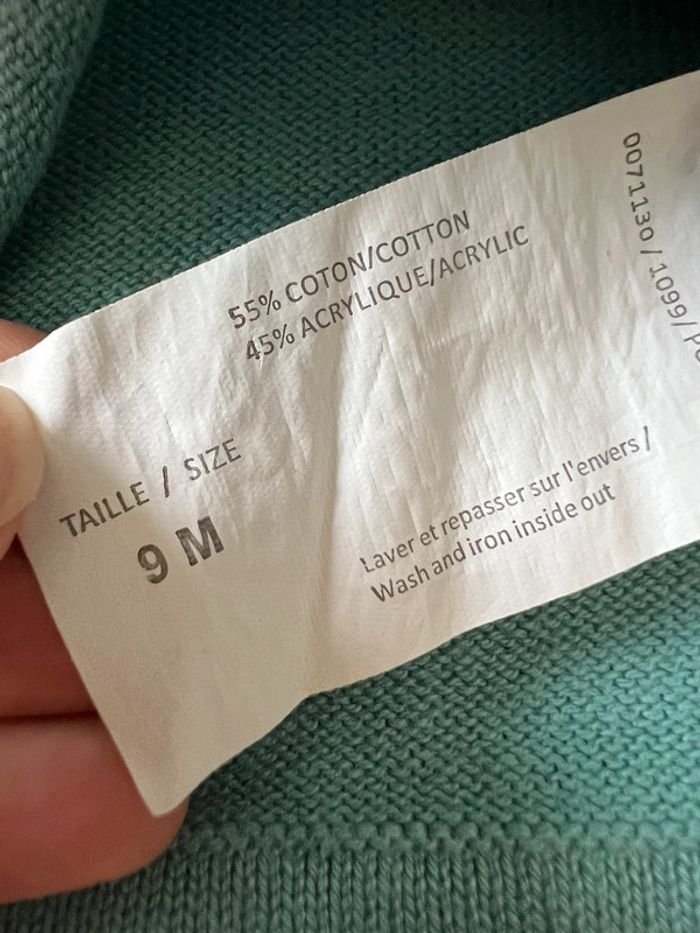 55% COTON/COTTON
45% ACRYLIQUE/ACRYLIC
TAILLE / SIZE
9 M
Laver et repasser sur l'envers /
Wash and iron inside out
0071130 / 1099 /